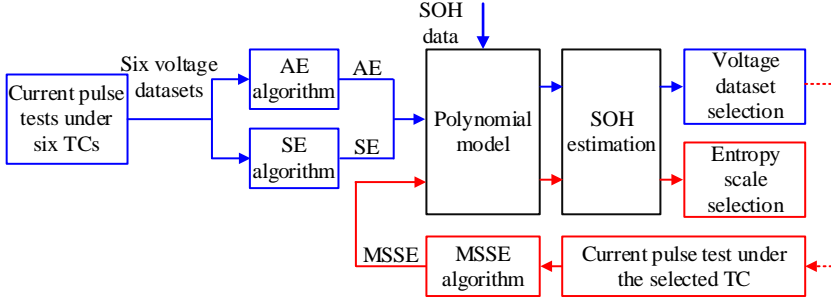 SOH
data
Six voltage
datasets
Current pulse
tests under
six TCs
AE
algorithm
AE
SE
algorithm
SE
Polynomial
model
SOH
estimation
Voltage
dataset
selection
Entropy
scale
selection
MSSE
MSSE
algorithm
Current pulse test under
the selected TC